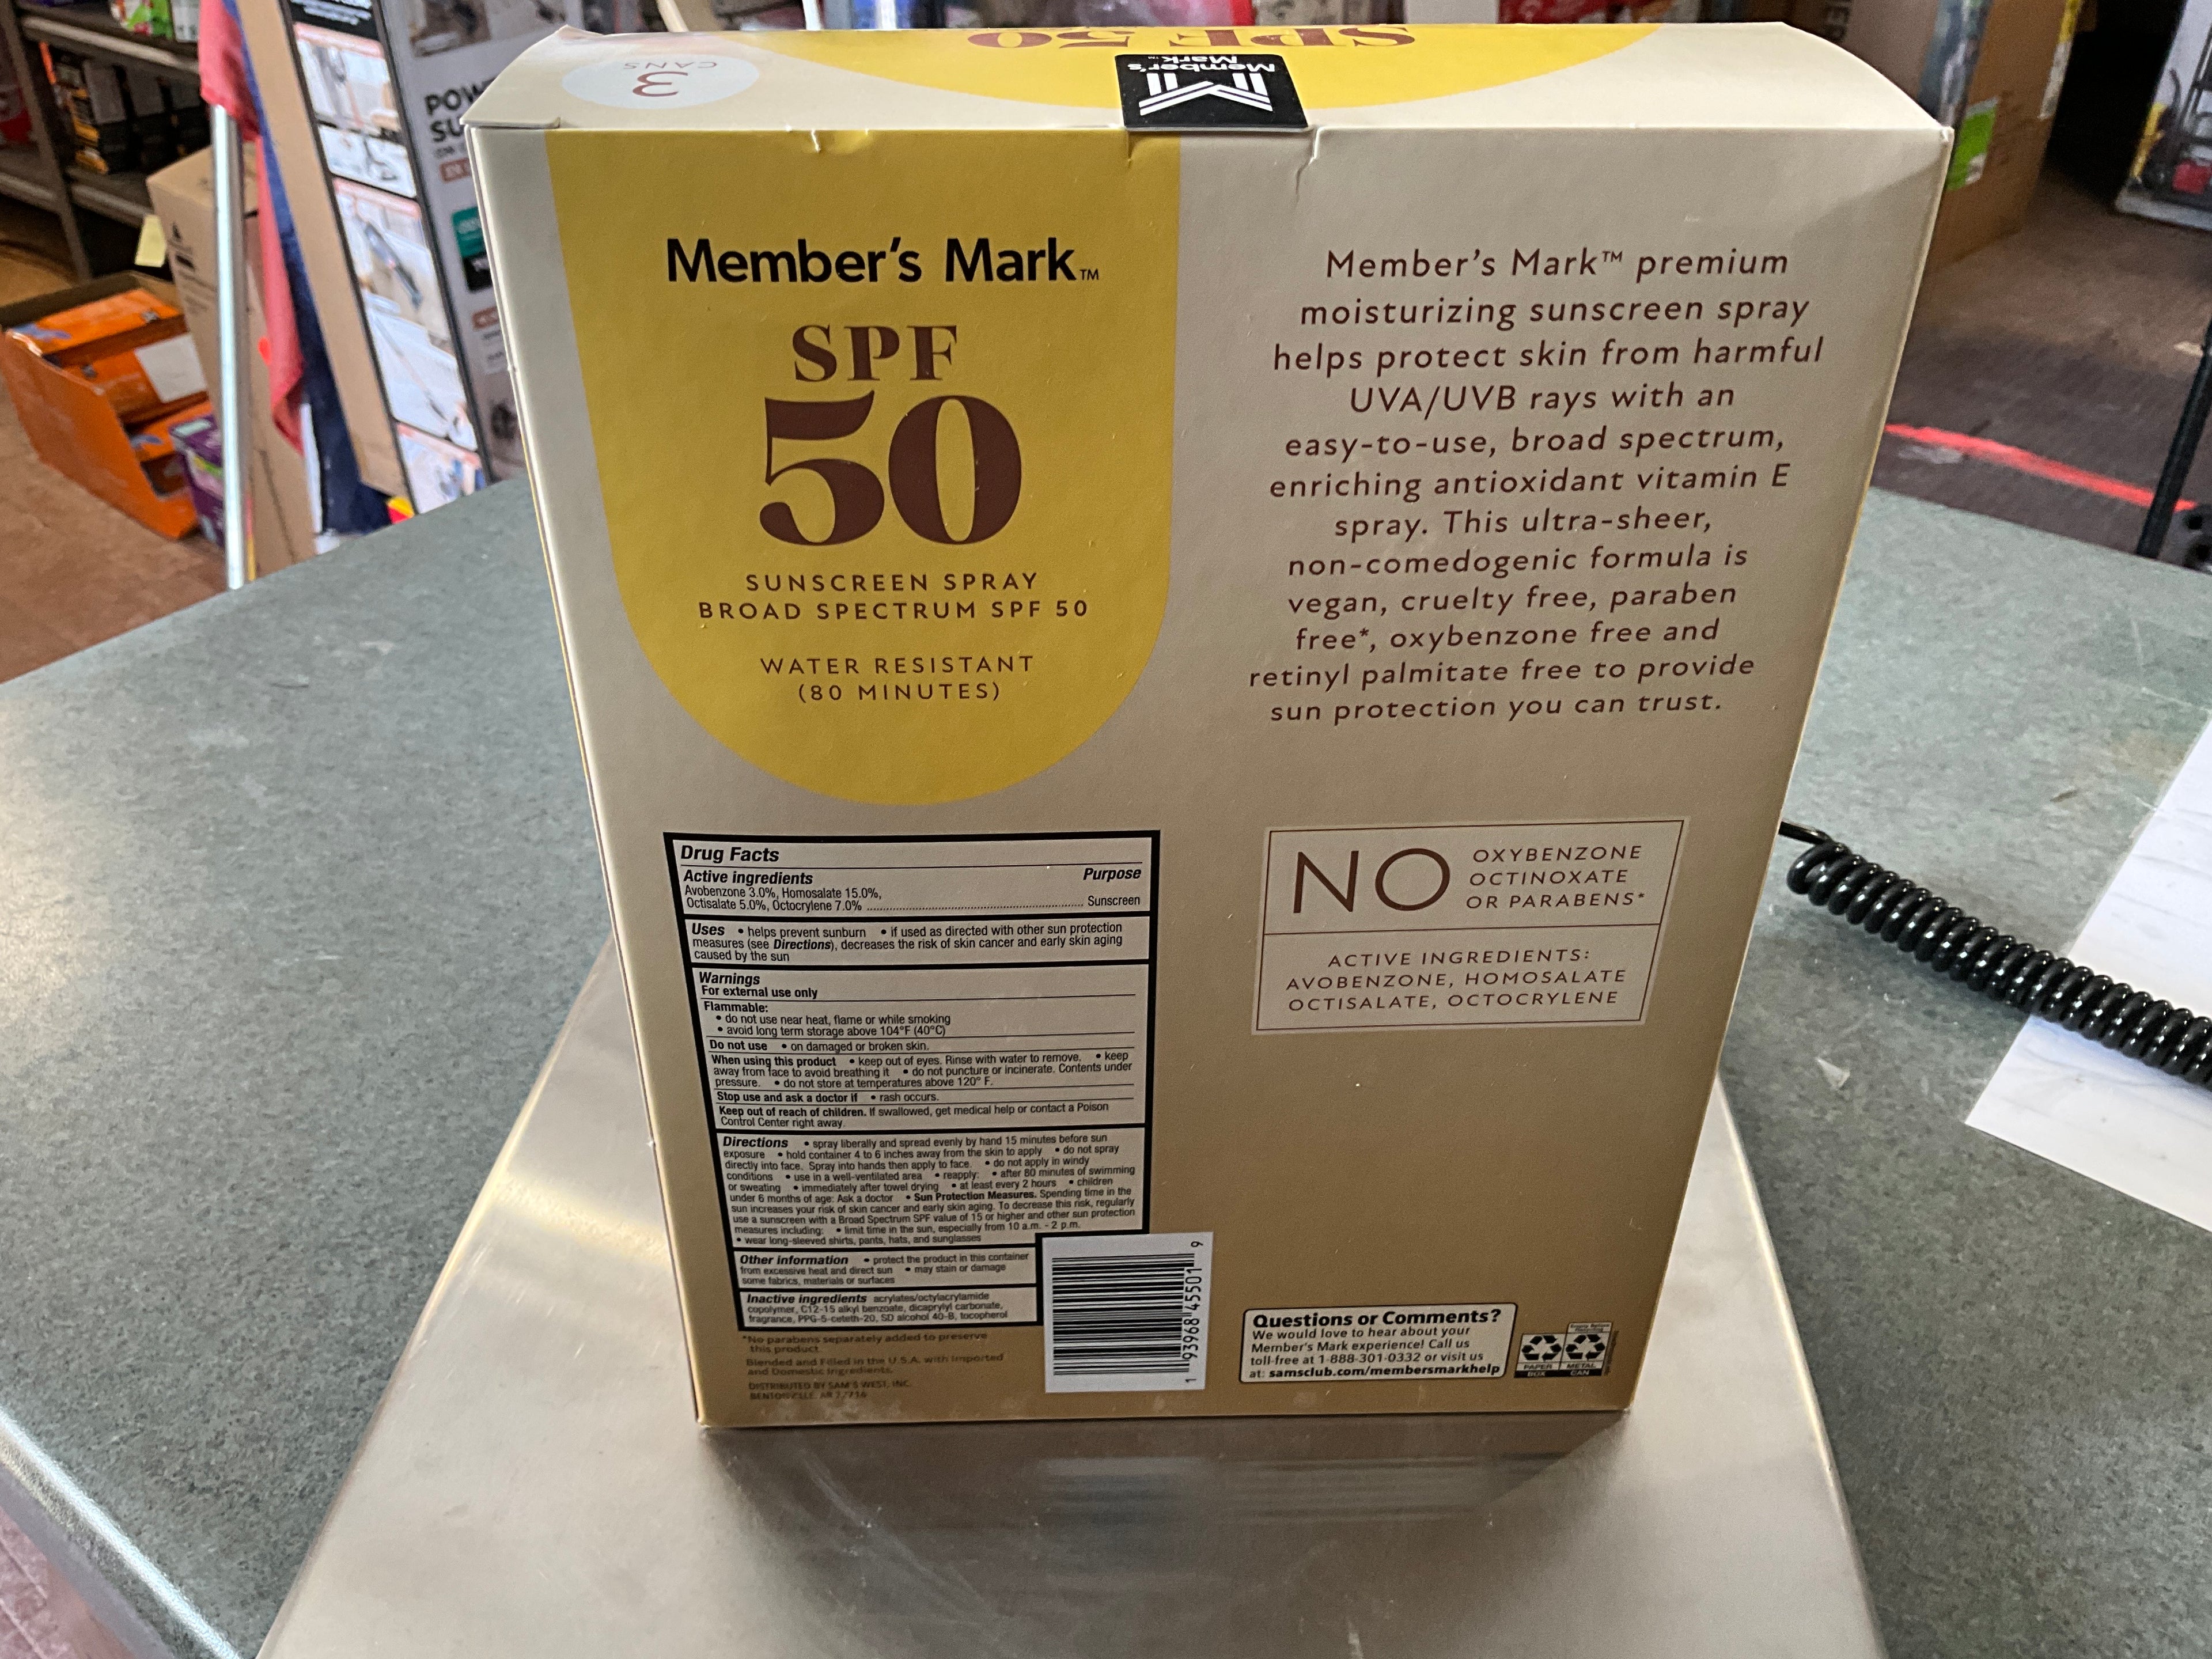 SPF 50
3
CANS
Member's
Mark™
POW
SU
Member's Mark™
SPF
50
SUNSCREEN SPRAY
BROAD SPECTRUM SPF 50
WATER RESISTANT
(80 MINUTES)
Member's Mark™ premium
moisturizing sunscreen spray
helps protect skin from harmful
UVA/UVB rays with an
easy-to-use, broad spectrum,
enriching antioxidant vitamin E
spray. This ultra-sheer,
non-comedogenic formula is
vegan, cruelty free, paraben
free*, oxybenzone free and
retinyl palmitate free to provide
sun protection you can trust.
Drug Facts
Active ingredients Purpose
Avobenzone 3.0%, Homosalate 15.0%,
Octisalate 5.0%, Octocrylene 7.0% ........ Sunscreen
Uses • helps prevent sunburn • if used as directed with other sun protection
measures (see Directions), decreases the risk of skin cancer and early skin aging
caused by the sun
Warnings
For external use only
Flammable:
• do not use near heat, flame or while smoking
• avoid long term storage above 104°F (40°C)
Do not use • on damaged or broken skin.
When using this product • keep out of eyes. Rinse with water to remove. • keep
away from face to avoid breathing it • do not puncture or incinerate. Contents under
pressure. • do not store at temperatures above 120° F.
Stop use and ask a doctor if • rash occurs.
Keep out of reach of children. If swallowed, get medical help or contact a Poison
Control Center right away.
Directions • spray liberally and spread evenly by hand 15 minutes before sun
exposure • hold container 4 to 6 inches away from the skin to apply • do not spray
directly into face. Spray into hands then apply to face. • do not apply in windy
conditions • use in a well-ventilated area • reapply: • after 80 minutes of swimming
or sweating • immediately after towel drying • at least every 2 hours • children
under 6 months of age: Ask a doctor • Sun Protection Measures. Spending time in the
sun increases your risk of skin cancer and early skin aging. To decrease this risk, regularly
use a sunscreen with a Broad Spectrum SPF value of 15 or higher and other sun protection
measures including: • limit time in the sun, especially from 10 a.m. - 2 p.m.
• wear long-sleeved shirts, pants, hats, and sunglasses
Other information • protect the product in this container
from excessive heat and direct sun • may stain or damage
some fabrics, materials or surfaces
Inactive ingredients acrylates/octylacrylamide
copolymer, C12-15 alkyl benzoate, dicaprylyl carbonate,
fragrance, PPG-5-ceteth-20, SD alcohol 40-B, tocopherol
*No parabens separately added to preserve
this product.
Blended and Filled in the U.S.A. with Imported
and Domestic Ingredients.
DISTRIBUTED BY SAM'S WEST, INC.
BENTONVILLE, AR 72716
1 93968 45501 9
NO OXYBENZONE
OCTINOXATE
OR PARABENS*
ACTIVE INGREDIENTS:
AVOBENZONE, HOMOSALATE
OCTISALATE, OCTOCRYLENE
Questions or Comments?
We would love to hear about your
Member's Mark experience! Call us
toll-free at 1-888-301-0332 or visit us
at: samsclub.com/membersmarkhelp
PAPER METAL
BOX CAN